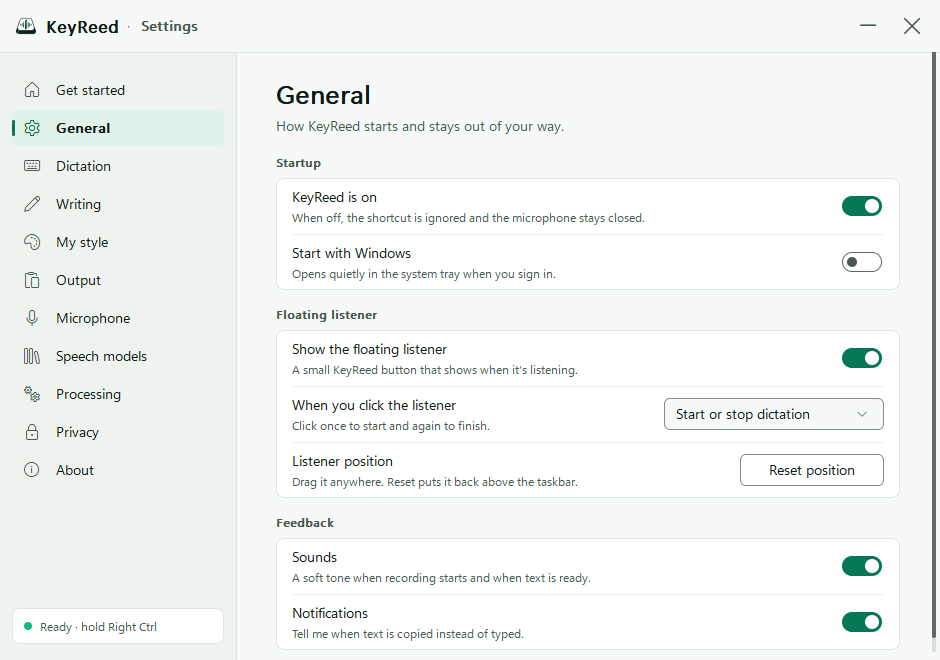 KeyReed · Settings
Get started
General
Dictation
Writing
My style
Output
Microphone
Speech models
Processing
Privacy
About
Ready · hold Right Ctrl
General
How KeyReed starts and stays out of your way.
Startup
KeyReed is on
When off, the shortcut is ignored and the microphone stays closed.
Start with Windows
Opens quietly in the system tray when you sign in.
Floating listener
Show the floating listener
A small KeyReed button that shows when it's listening.
When you click the listener
Click once to start and again to finish.
Start or stop dictation
Listener position
Drag it anywhere. Reset puts it back above the taskbar.
Reset position
Feedback
Sounds
A soft tone when recording starts and when text is ready.
Notifications
Tell me when text is copied instead of typed.